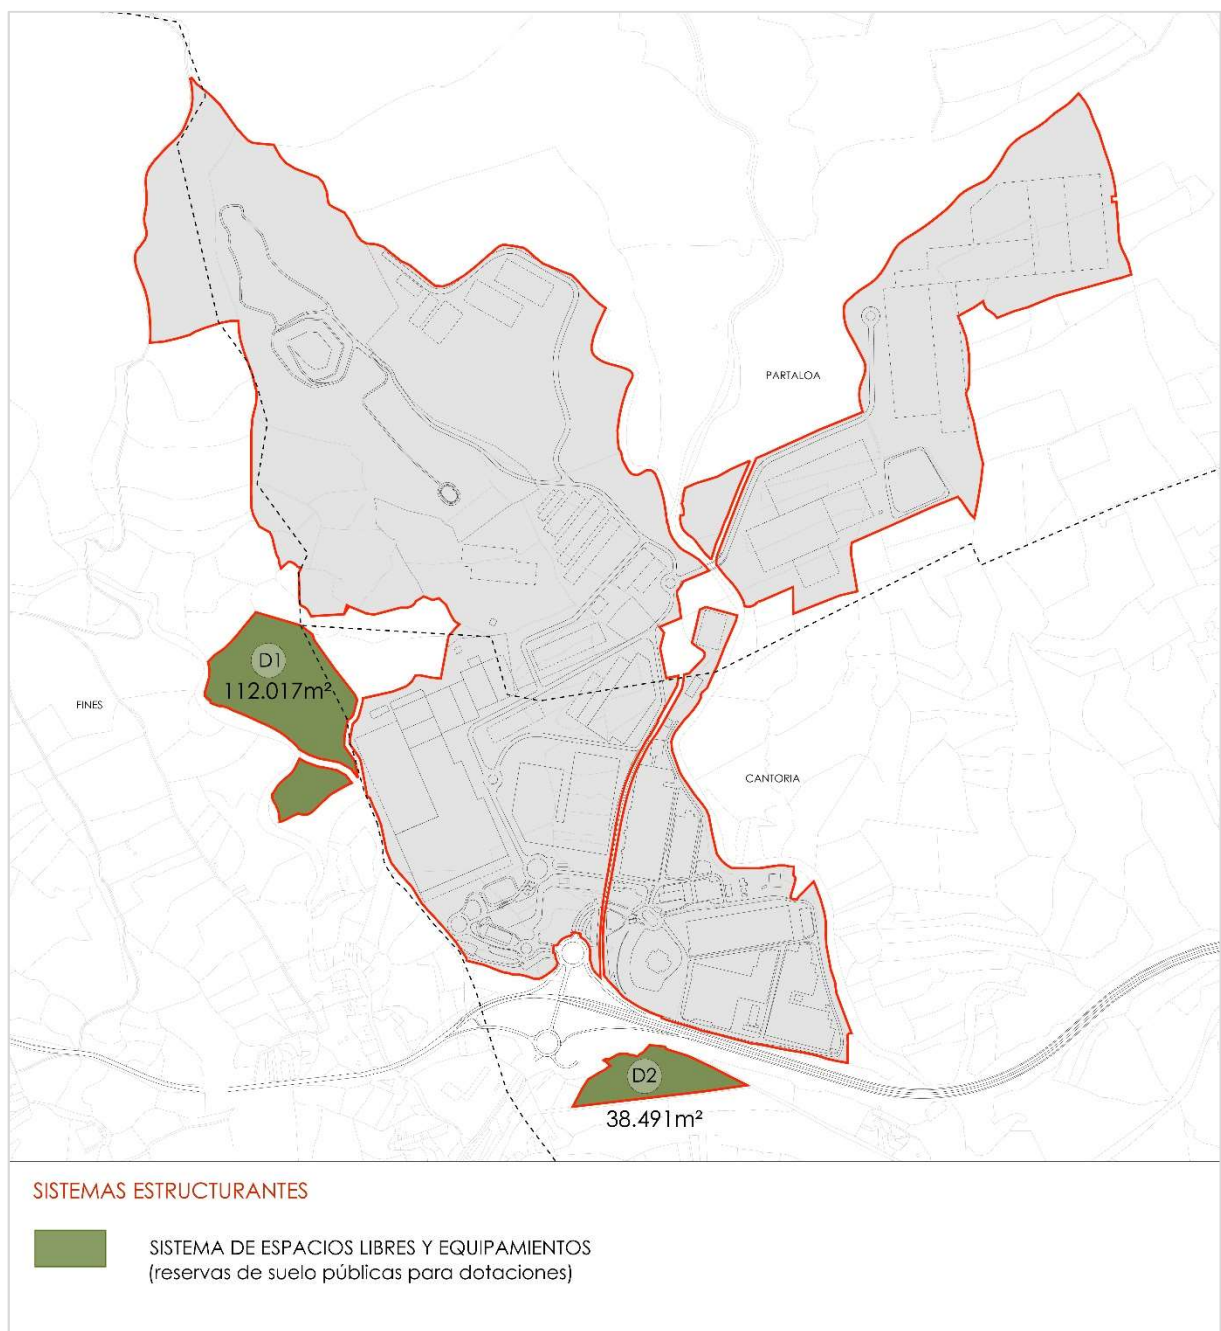 PARTALOA
D1
112.017m²
FINES
CANTORIA
D2
38.491m²
SISTEMAS ESTRUCTURANTES
SISTEMA DE ESPACIOS LIBRES Y EQUIPAMIENTOS
(reservas de suelo públicas para dotaciones)